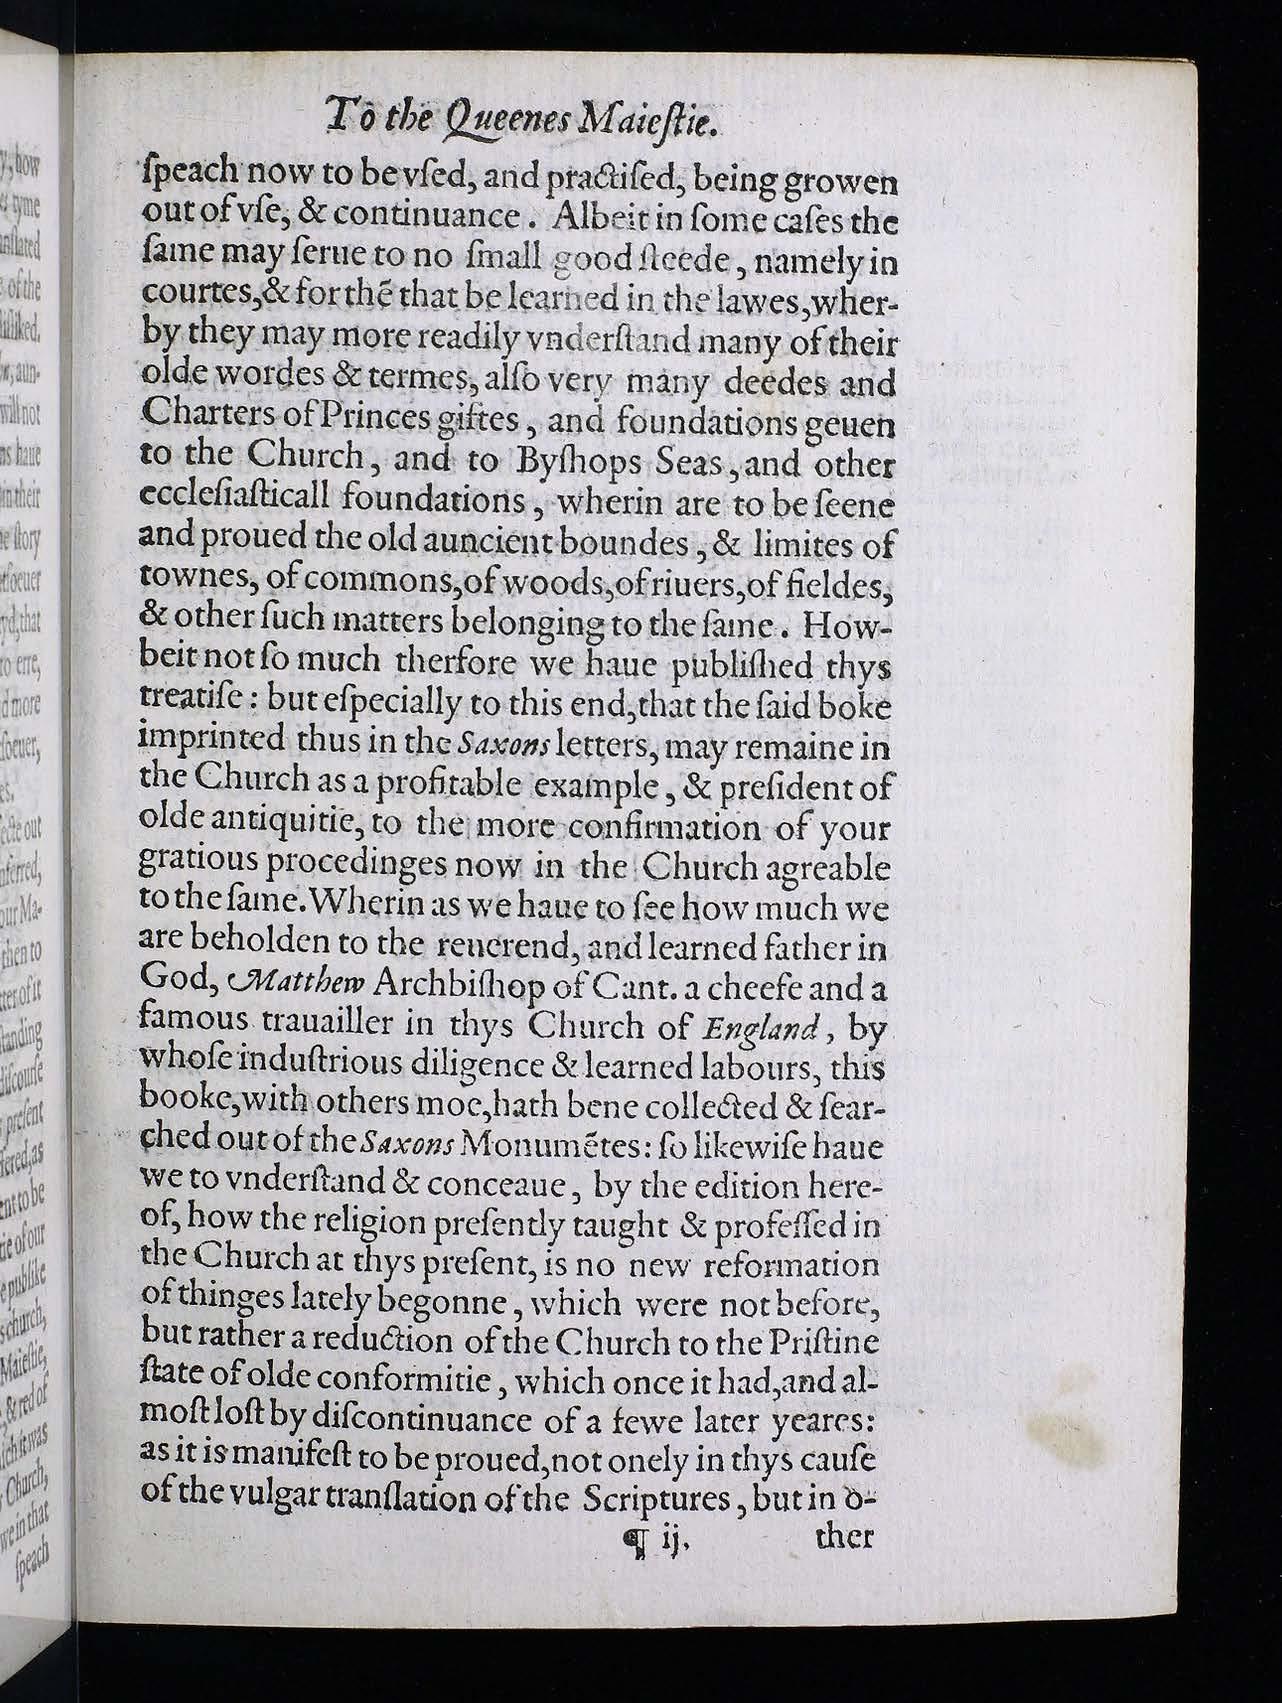 To the Queenes Maieſtie.
ſpeach now to be vſed, and practiſed, being growen
out of vſe, & continuance. Albeit in ſome caſes the
ſame may ſerue to no ſmall good ſteede, namely in
courtes,& for thē that be learned in the lawes,wher-
by they may more readily vnderſtand many of their
olde wordes & termes, alſo very many deedes and
Charters of Princes giftes, and foundations geuen
to the Church, and to Byſhops Seas, and other
eccleſiaſticall foundations, wherin are to be ſeene
and proued the old auncient boundes, & limites of
townes, of commons,of woods,of riuers,of fieldes,
& other ſuch matters belonging to the ſame. How-
beit not ſo much therfore we haue publiſhed thys
treatiſe: but eſpecially to this end,that the ſaid boke
imprinted thus in the Saxons letters, may remaine in
the Church as a profitable example, & preſident of
olde antiquitie, to the more confirmation of your
gratious procedinges now in the Church agreable
to the ſame. Wherin as we haue to ſee how much we
are beholden to the reuerend, and learned father in
God, Matthew Archbiſhop of Cant. a cheefe and a
famous trauailler in thys Church of England, by
whoſe induſtrious diligence & learned labours, this
booke,with others moe,hath bene collected & ſear-
ched out of the Saxons Monumētes: ſo likewiſe haue
we to vnderſtand & conceaue, by the edition here-
of, how the religion preſently taught & profeſſed in
the Church at thys preſent, is no new reformation
of thinges lately begonne, which were not before,
but rather a reduction of the Church to the Priſtine
ſtate of olde conformitie, which once it had,and al-
moſt loſt by diſcontinuance of a fewe later yeares:
as it is manifeſt to be proued,not onely in thys cauſe
of the vulgar tranſlation of the Scriptures, but in o-
¶ ij. ther